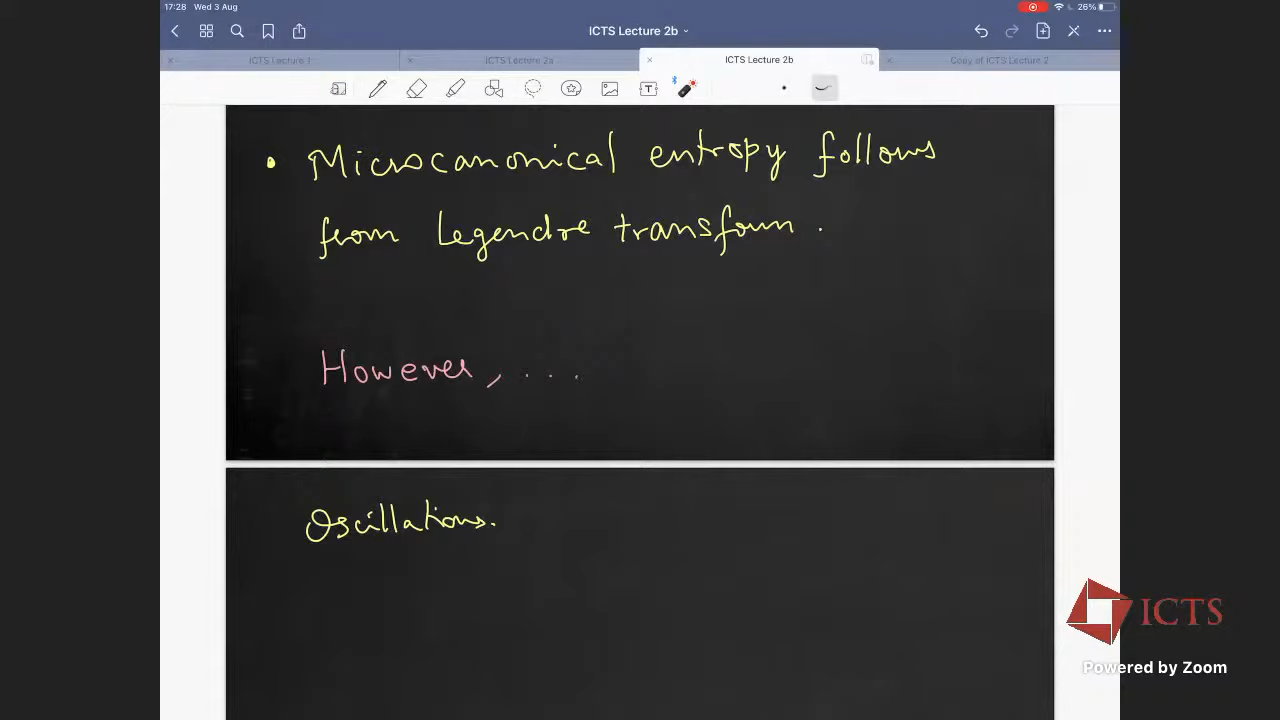 17:28 Wed 3 Aug
26%
ICTS Lecture 2b
ICTS Lecture 1
ICTS Lecture 2a
ICTS Lecture 2b
Copy of ICTS Lecture 2
• Microcanonical entropy follows
from Legendre transform.
However, ...
Oscillations.
ICTS
Powered by Zoom